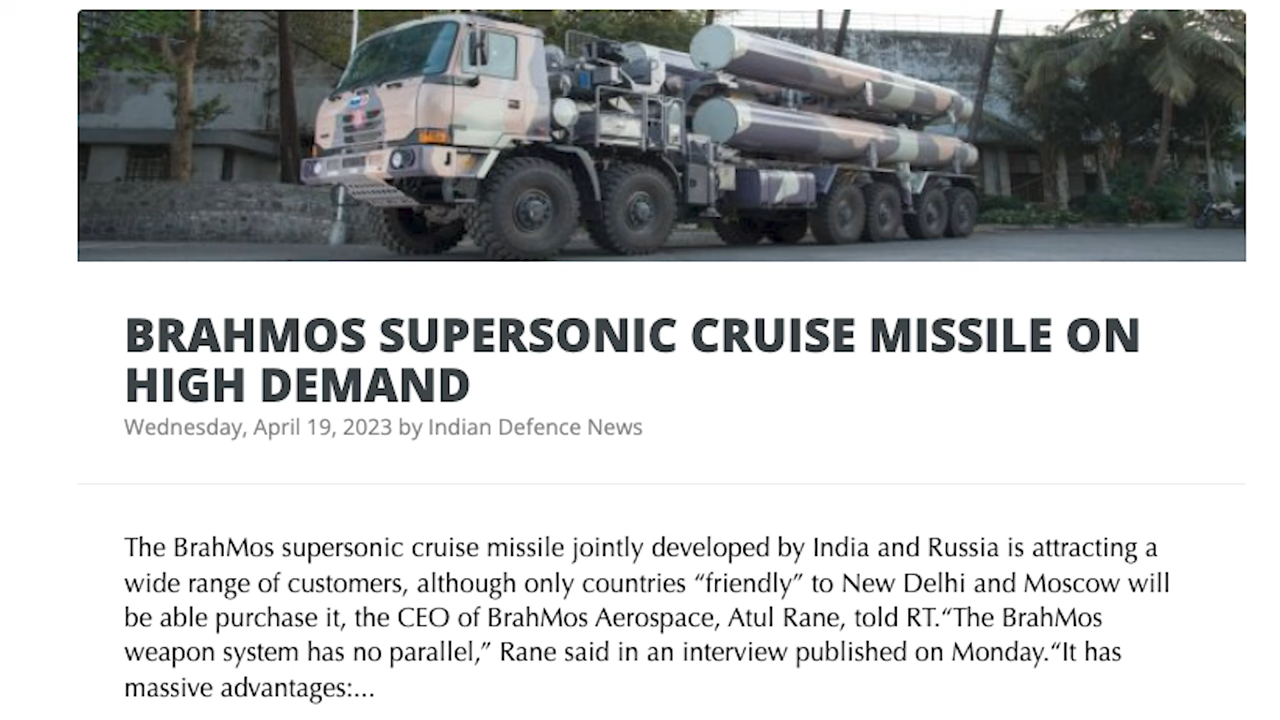 BRAHMOS SUPERSONIC CRUISE MISSILE ON
HIGH DEMAND
Wednesday, April 19, 2023 by Indian Defence News
The BrahMos supersonic cruise missile jointly developed by India and Russia is attracting a
wide range of customers, although only countries “friendly” to New Delhi and Moscow will
be able purchase it, the CEO of BrahMos Aerospace, Atul Rane, told RT.“The BrahMos
weapon system has no parallel,” Rane said in an interview published on Monday.“It has
massive advantages:...